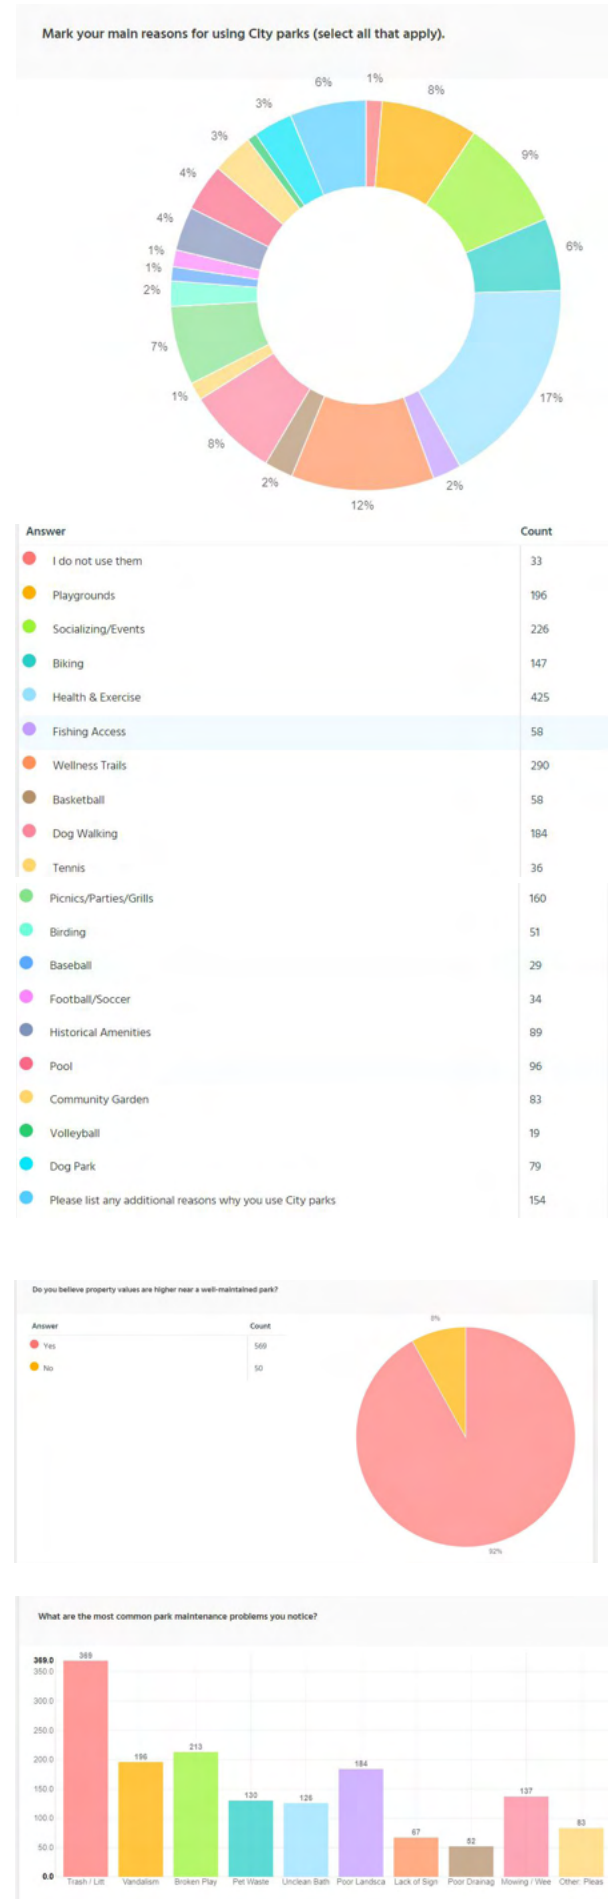 Mark your main reasons for using City parks (select all that apply).
6%
1%
8%
3%
9%
3%
4%
4%
6%
1%
1%
2%
7%
17%
1%
8%
2%
2%
12%
Answer Count
I do not use them 33
Playgrounds 196
Socializing/Events 226
Biking 147
Health & Exercise 425
Fishing Access 58
Wellness Trails 290
Basketball 58
Dog Walking 184
Tennis 36
Picnics/Parties/Grills 160
Birding 51
Baseball 29
Football/Soccer 34
Historical Amenities 89
Pool 96
Community Garden 83
Volleyball 19
Dog Park 79
Please list any additional reasons why you use City parks 154
Do you believe property values are higher near a well-maintained park?
8%
Answer Count
Yes 569
No 50
92%
What are the most common park maintenance problems you notice?
369.0
369
350.0
300.0
250.0
213
200.0
196
184
150.0
130
126
137
100.0
67
52
83
50.0
0.0
Trash / Litt Vandalism Broken Play Pet Waste Unclean Bath Poor Landsca Lack of Sign Poor Drainag Mowing / Wee Other: Pleas